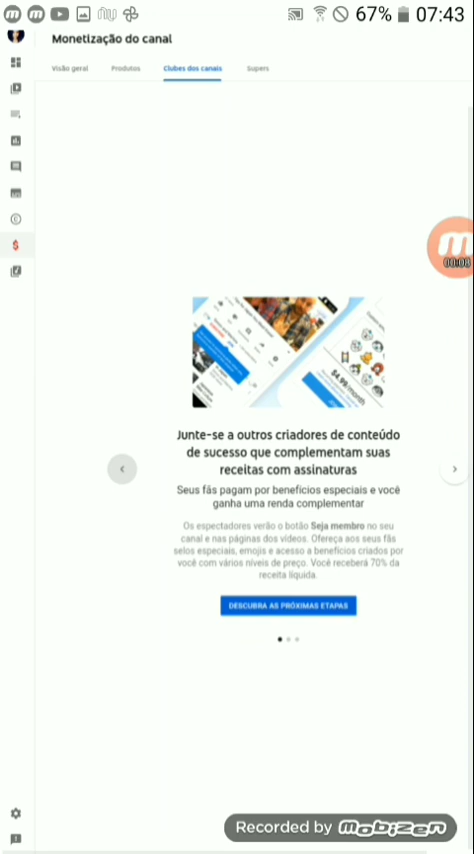 67% 07:43
Monetização do canal
Visão geral Produtos Clubes dos canais Supers
00:08
$4.99/month
Junte-se a outros criadores de conteúdo
de sucesso que complementam suas
receitas com assinaturas
Seus fãs pagam por benefícios especiais e você
ganha uma renda complementar
Os espectadores verão o botão Seja membro no seu
canal e nas páginas dos vídeos. Ofereça aos seus fãs
selos especiais, emojis e acesso a benefícios criados por
você com vários níveis de preço. Você receberá 70% da
receita líquida.
DESCUBRA AS PRÓXIMAS ETAPAS
Recorded by mobizen